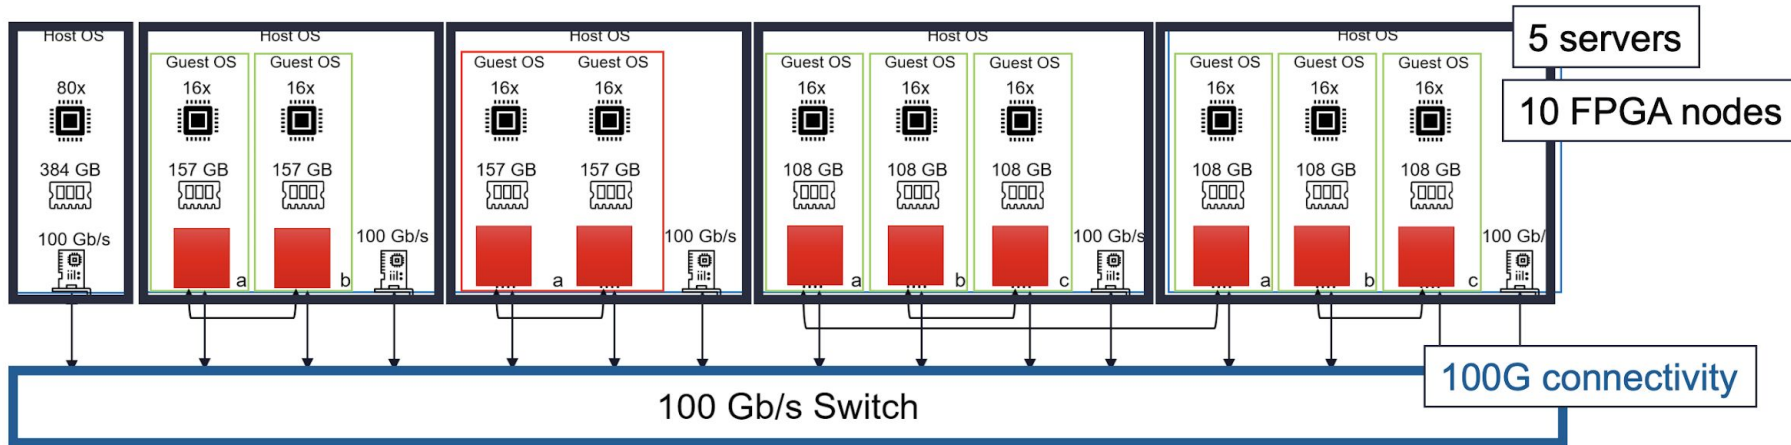 Host OS
80x
384 GB
100 Gb/s
Host OS
Guest OS Guest OS
16x 16x
157 GB 157 GB
a b
100 Gb/s
Host OS
Guest OS Guest OS
16x 16x
157 GB 157 GB
a
100 Gb/s
Host OS
Guest OS Guest OS Guest OS
16x 16x 16x
108 GB 108 GB 108 GB
a b c
100 Gb/s
Host OS
Guest OS Guest OS Guest OS
16x 16x 16x
108 GB 108 GB 108 GB
a b c
100 Gb/
5 servers
10 FPGA nodes
100G connectivity
100 Gb/s Switch